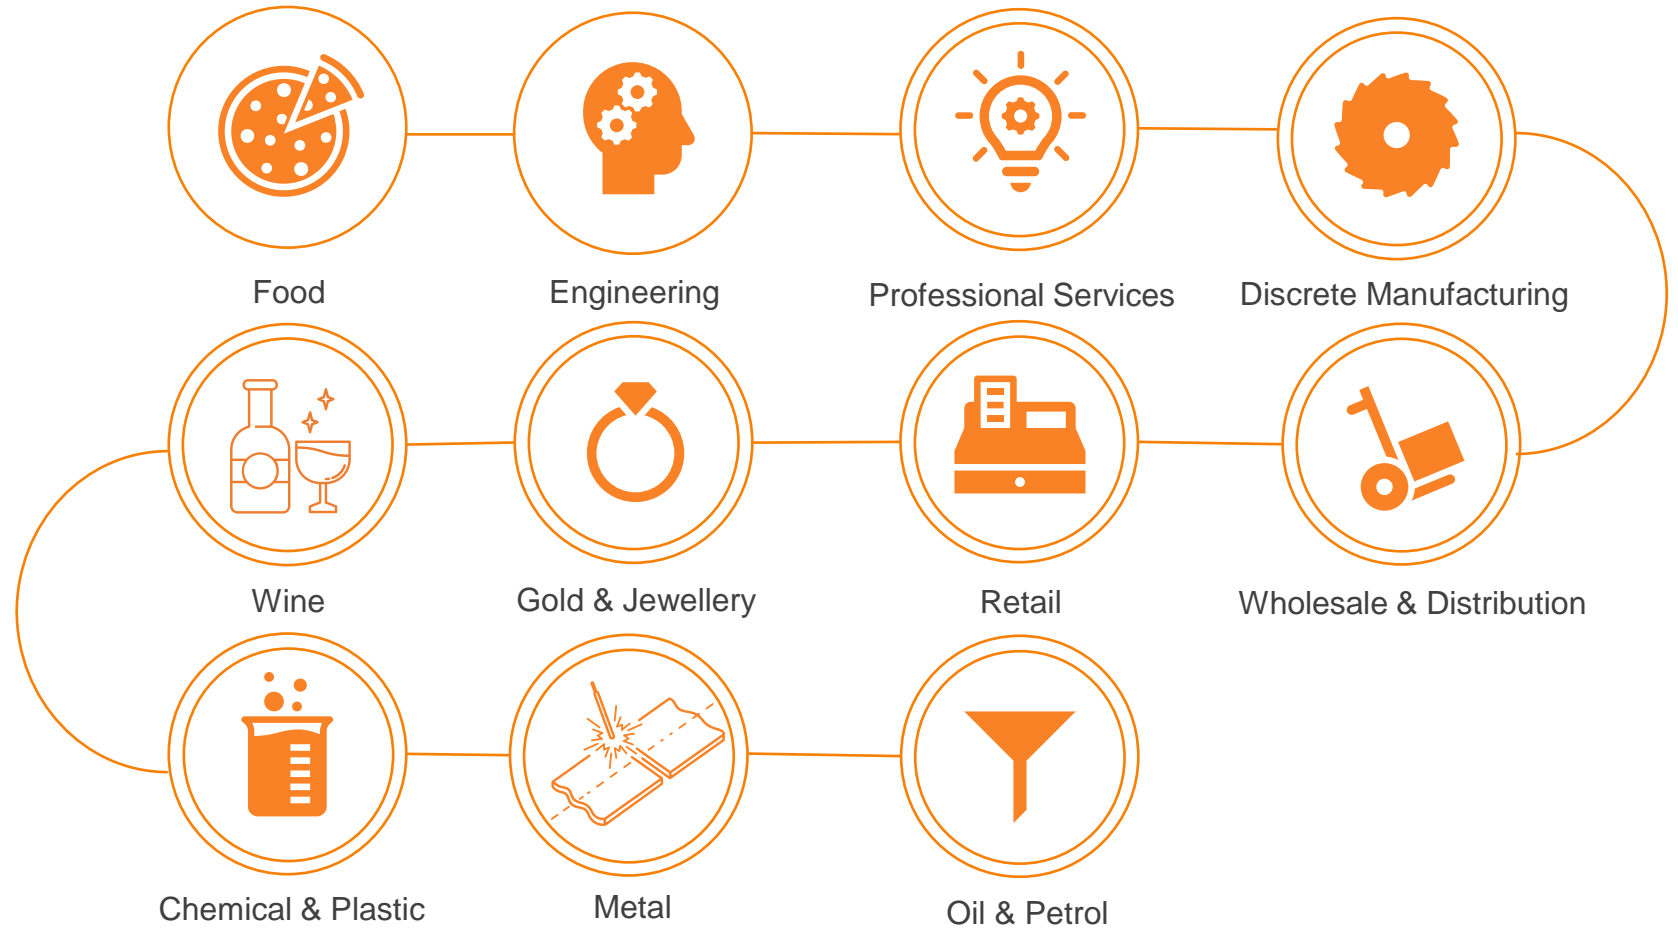 Food
Engineering
Professional Services
Discrete Manufacturing
Wine
Gold & Jewellery
Retail
Wholesale & Distribution
Chemical & Plastic
Metal
Oil & Petrol